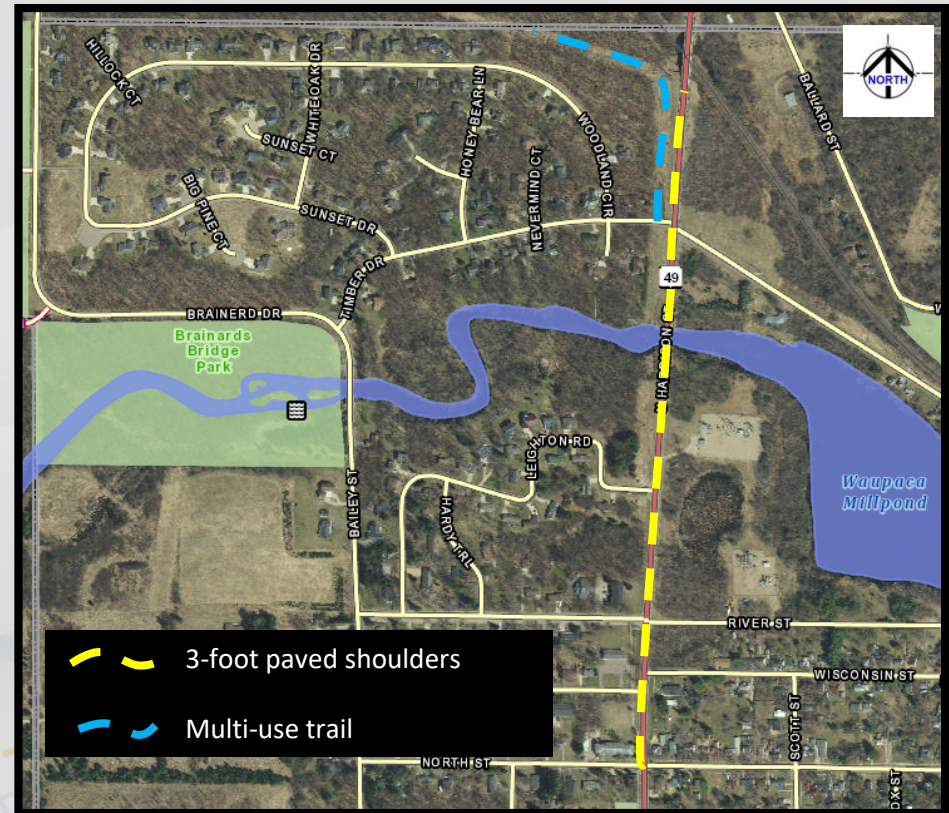 NORTH
HILLOCK CT
WHITE OAK DR
HONEY BEAR LN
WOODLAND CIR
BALLARD ST
SUNSET CT
BIG PINE CT
SUNSET DR
NEVERMIND CT
TIMBER DR
49
BRAINERD DR
Brainards
Bridge
Park
LEIGHTON RD
Waupaca
Millpond
BAILEY ST
HARDY TRL
RIVER ST
3-foot paved shoulders
WISCONSIN ST
Multi-use trail
SCOTT ST
NORTH ST